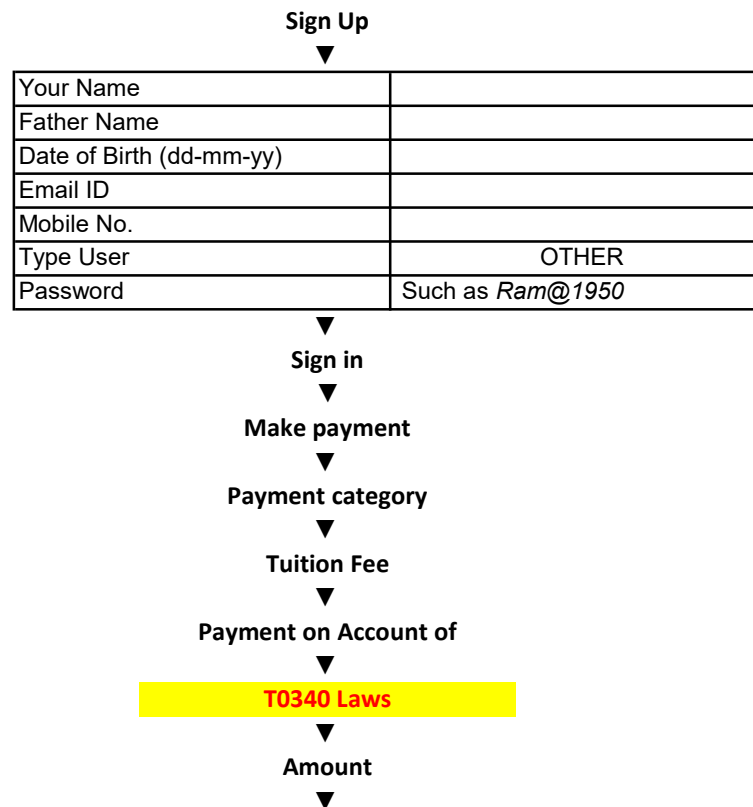 Sign Up
▼
Your Name
Father Name
Date of Birth (dd-mm-yy)
Email ID
Mobile No.
Type User OTHER
Password Such as Ram@1950
▼
Sign in
▼
Make payment
▼
Payment category
▼
Tuition Fee
▼
Payment on Account of
▼
T0340 Laws
▼
Amount
▼